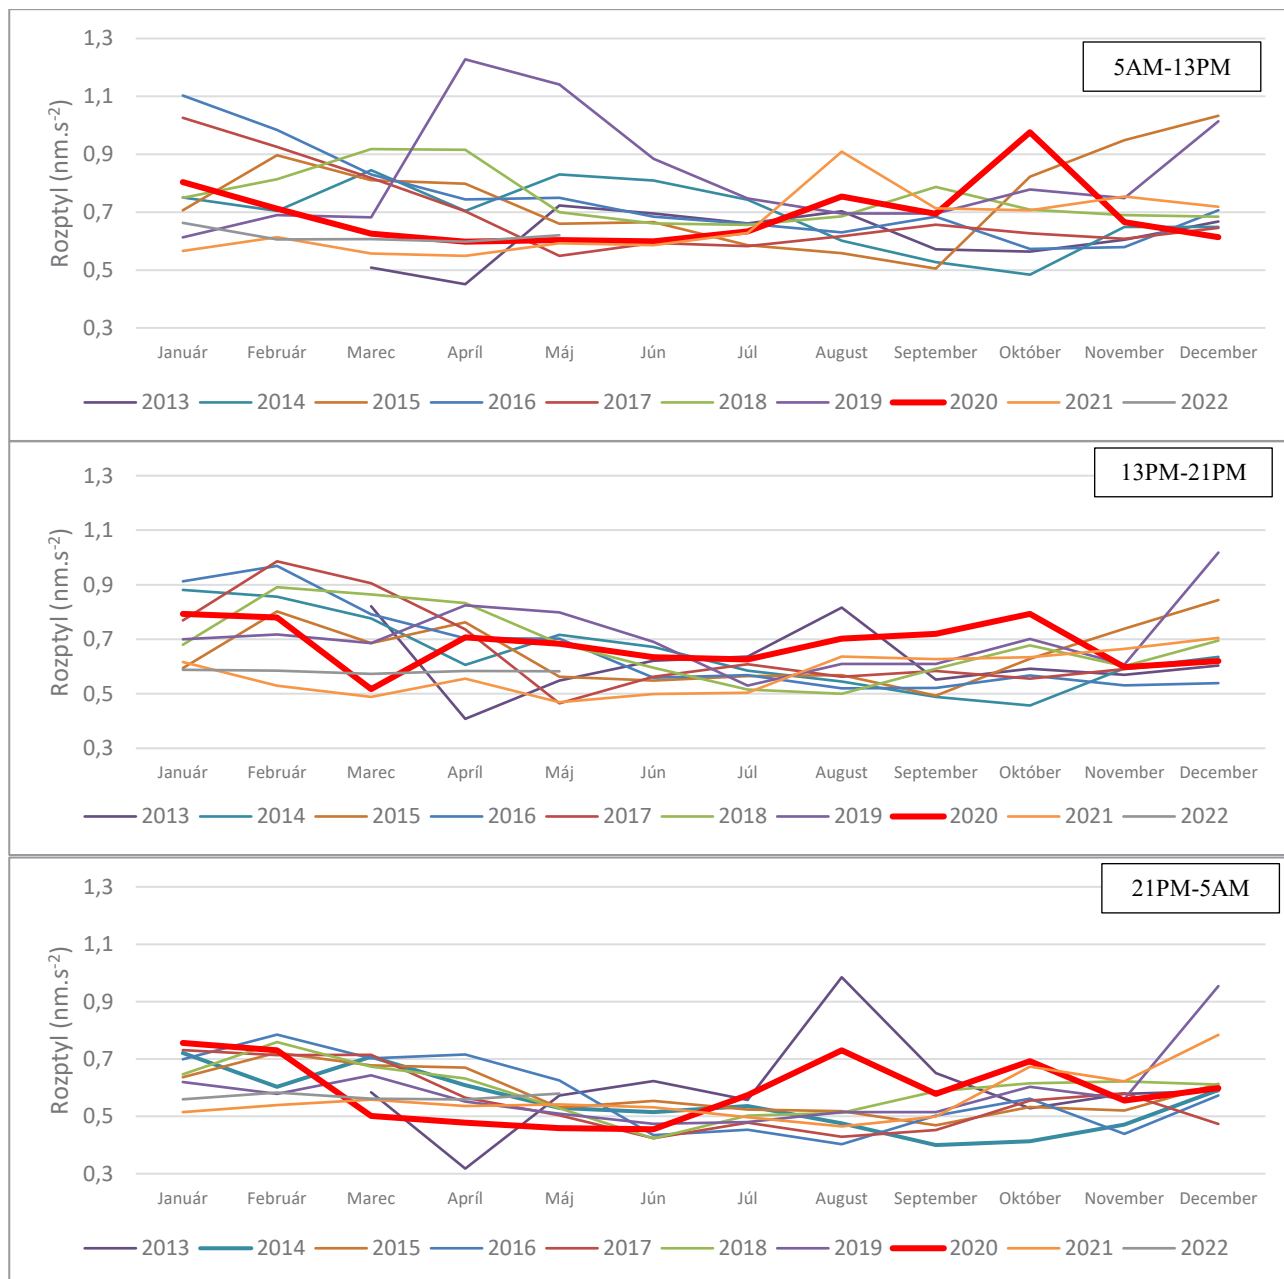 5AM-13PM
Rozptyl (nm.s-2)
1,3
1,1
0,9
0,7
0,5
0,3
Január Február Marec Apríl Máj Jún Júl August September Október November December
2013 2014 2015 2016 2017 2018 2019 2020 2021 2022
13PM-21PM
Rozptyl (nm.s-2)
1,3
1,1
0,9
0,7
0,5
0,3
Január Február Marec Apríl Máj Jún Júl August September Október November December
2013 2014 2015 2016 2017 2018 2019 2020 2021 2022
21PM-5AM
Rozptyl (nm.s-2)
1,3
1,1
0,9
0,7
0,5
0,3
Január Február Marec Apríl Máj Jún Júl August September Október November December
2013 2014 2015 2016 2017 2018 2019 2020 2021 2022